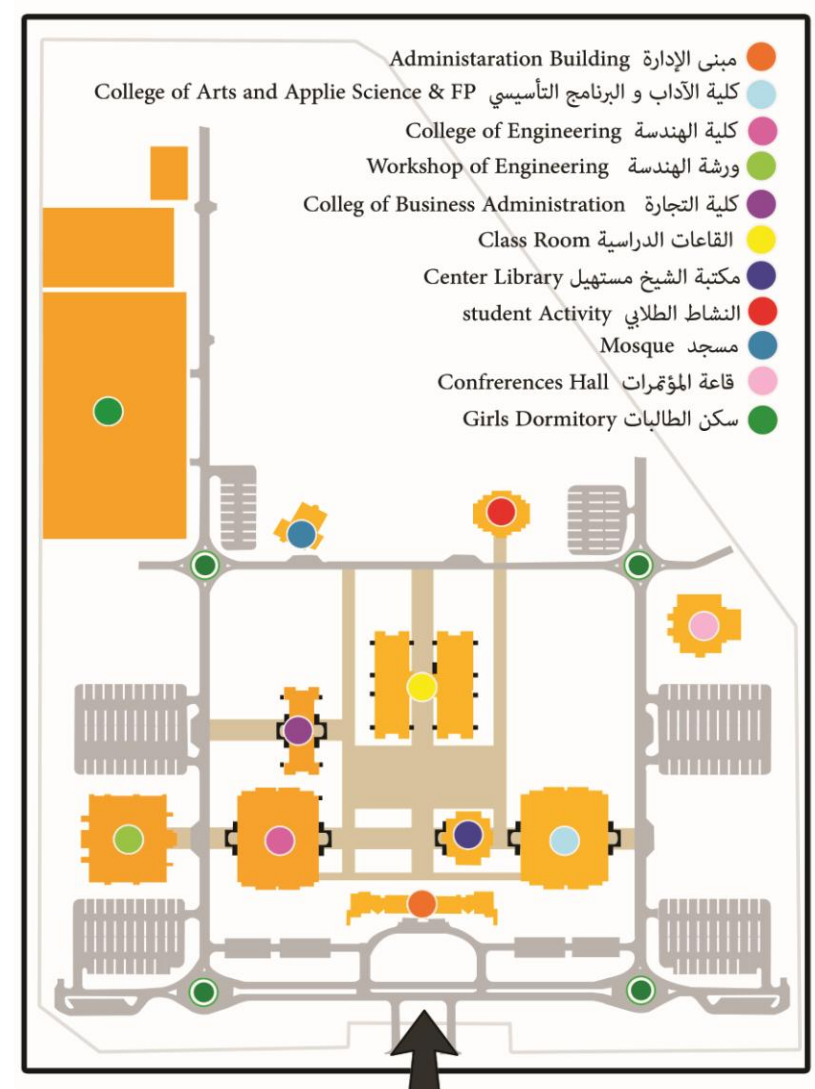 مبنى الإدارة Administaration Building
كلية الآداب و البرنامج التأسيسي College of Arts and Applie Science & FP
كلية الهندسة College of Engineering
ورشة الهندسة Workshop of Engineering
كلية التجارة Colleg of Business Administration
القاعات الدراسية Class Room
مكتبة الشيخ مستهيل Center Library
النشاط الطلابي student Activity
مسجد Mosque
قاعة المؤتمرات Confrerences Hall
سكن الطالبات Girls Dormitory